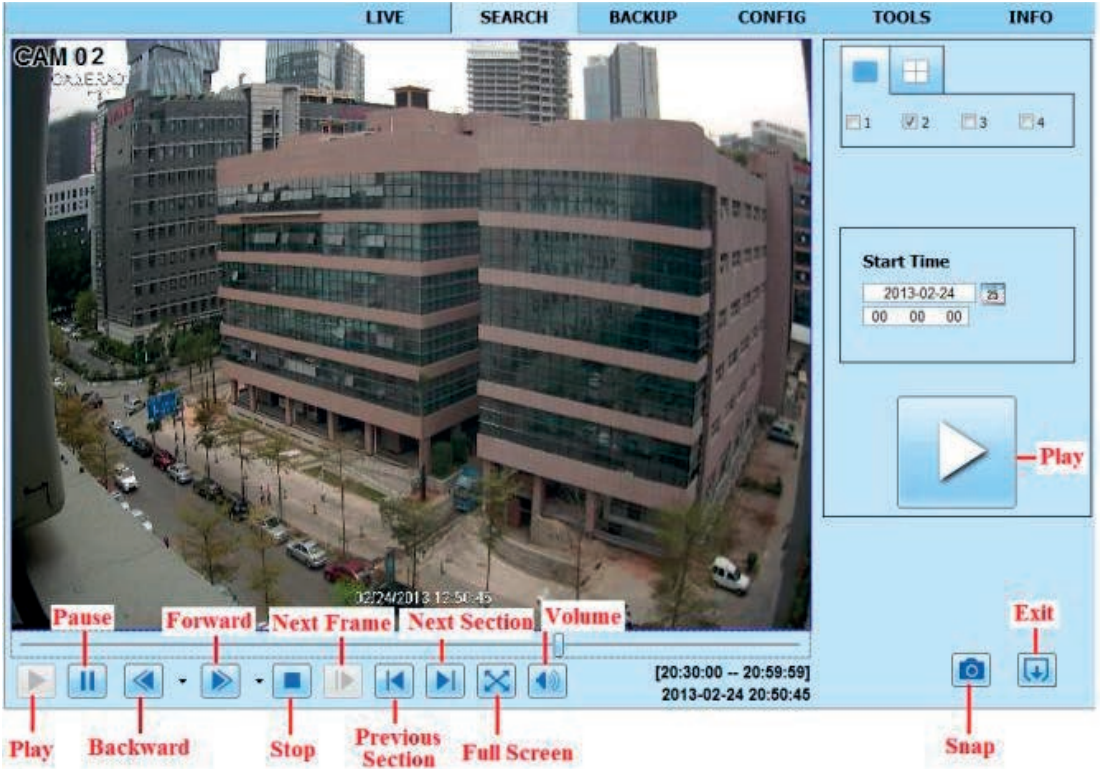 LIVE SEARCH BACKUP CONFIG TOOLS INFO
CAM 02
1 2 3 4
Start Time
2013-02-24 25
00 00 00
Play
02/24/2013 12:50:45
Pause Forward Next Frame Next Section Volume
Exit
[20:30:00 -- 20:59:59]
2013-02-24 20:50:45
Play Backward Stop Previous Section Full Screen
Snap